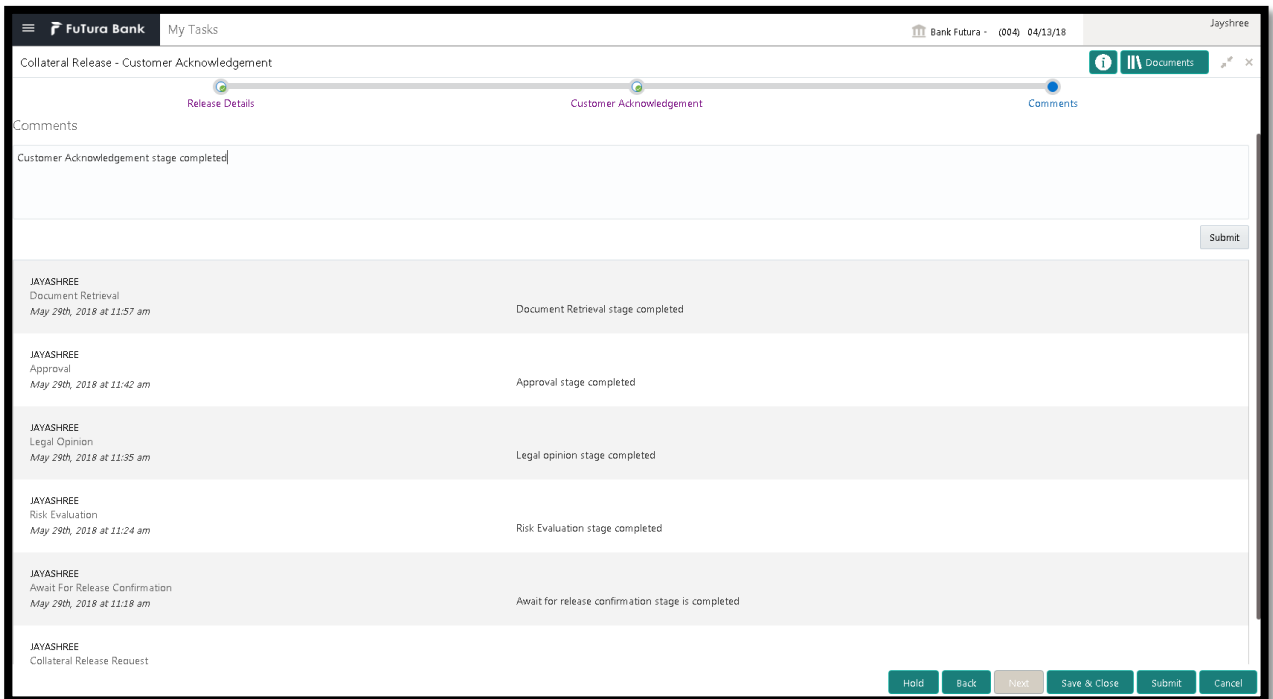 FuTura Bank
My Tasks
Bank Futura - (004) 04/13/18
Jayshree
Collateral Release - Customer Acknowledgement
i
Documents
Release Details
Customer Acknowledgement
Comments
Comments
Customer Acknowledgement stage completed
Submit
JAYASHREE
Document Retrieval
May 29th, 2018 at 11:57 am
Document Retrieval stage completed
JAYASHREE
Approval
May 29th, 2018 at 11:42 am
Approval stage completed
JAYASHREE
Legal Opinion
May 29th, 2018 at 11:35 am
Legal opinion stage completed
JAYASHREE
Risk Evaluation
May 29th, 2018 at 11:24 am
Risk Evaluation stage completed
JAYASHREE
Await For Release Confirmation
May 29th, 2018 at 11:18 am
Await for release confirmation stage is completed
JAYASHREE
Collateral Release Request
Hold
Back
Next
Save & Close
Submit
Cancel